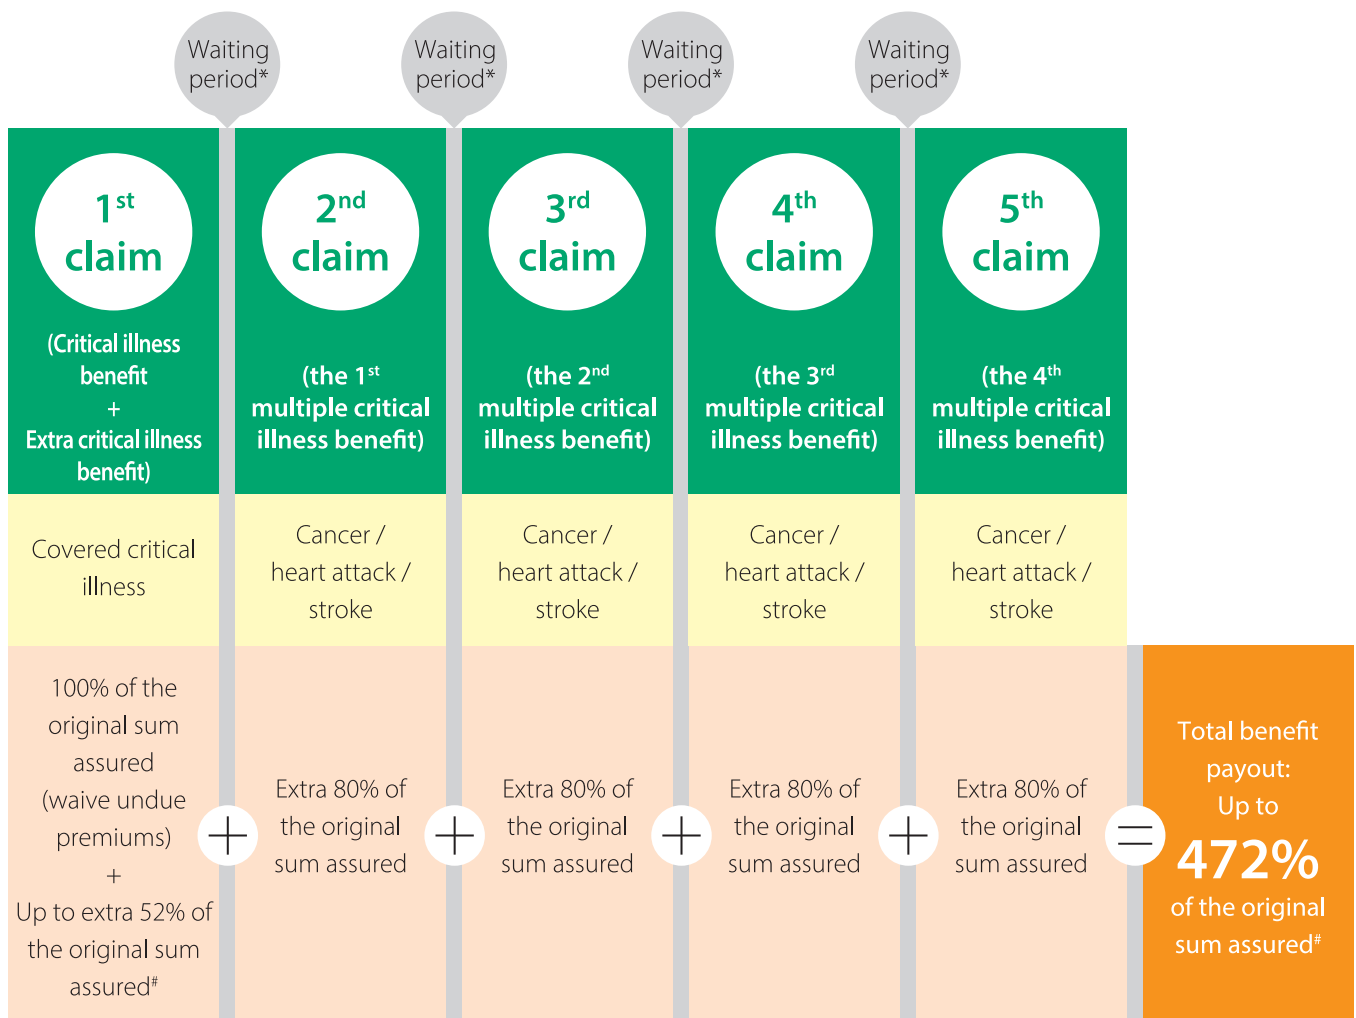 Waiting
period*
Waiting
period*
Waiting
period*
Waiting
period*
1st
claim
(Critical illness
benefit
+
Extra critical illness
benefit)
2nd
claim
(the 1st
multiple critical
illness benefit)
3rd
claim
(the 2nd
multiple critical
illness benefit)
4th
claim
(the 3rd
multiple critical
illness benefit)
5th
claim
(the 4th
multiple critical
illness benefit)
Covered critical
illness
Cancer /
heart attack /
stroke
Cancer /
heart attack /
stroke
Cancer /
heart attack /
stroke
Cancer /
heart attack /
stroke
100% of the
original sum
assured
(waive undue
premiums)
+
Up to extra 52% of
the original sum
assured#
+
Extra 80% of
the original
sum assured
+
Extra 80% of
the original
sum assured
+
Extra 80% of
the original
sum assured
+
Extra 80% of
the original
sum assured
=
Total benefit
payout:
Up to
472%
of the original
sum assured#